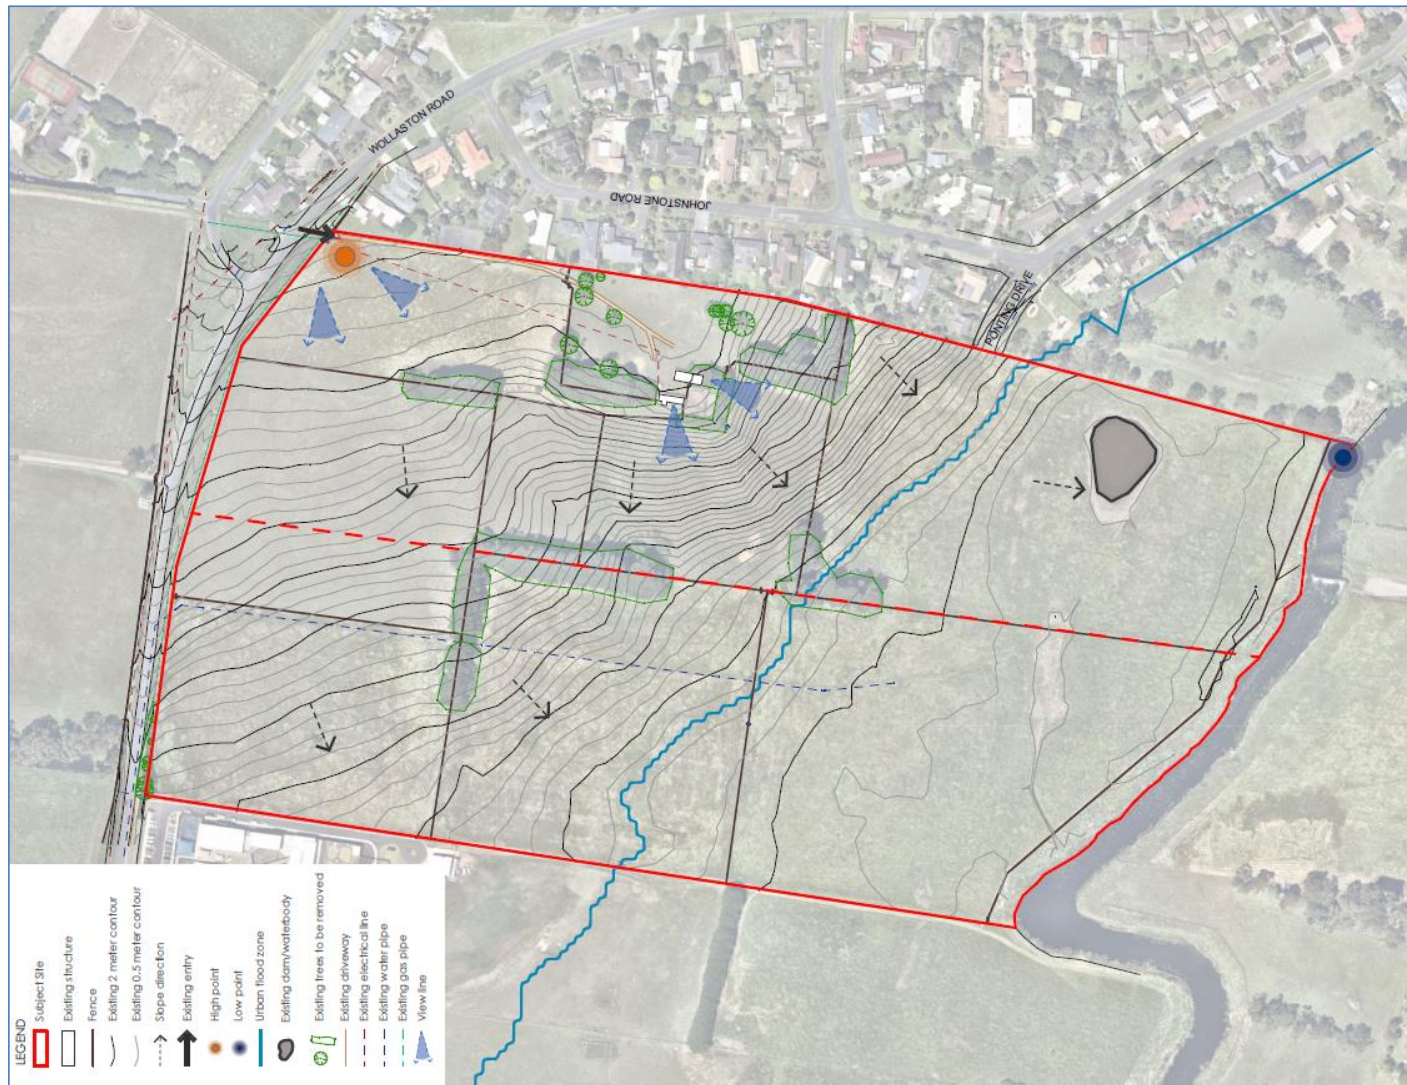 WOLLASTON ROAD
JOHNSTONE ROAD
PONTING DRIVE
LEGEND
Subject Site
Existing structure
Fence
Existing 2 meter contour
Existing 0.5 meter contour
Slope direction
Existing entry
High point
Low point
Urban flood zone
Existing dam/waterbody
Existing trees to be removed
Existing driveway
Existing electrical line
Existing water pipe
Existing gas pipe
View line